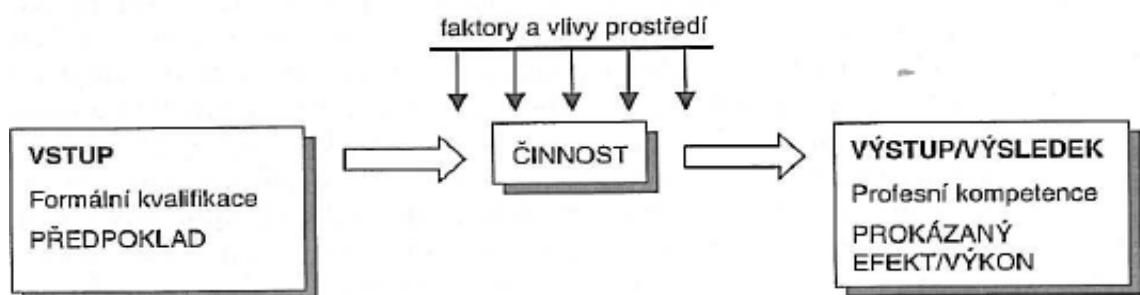 faktory a vlivy prostředí
VSTUP
Formální kvalifikace
PŘEDPOKLAD
ČINNOST
VÝSTUP/VÝSLEDEK
Profesní kompetence
PROKÁZANÝ
EFEKT/VÝKON